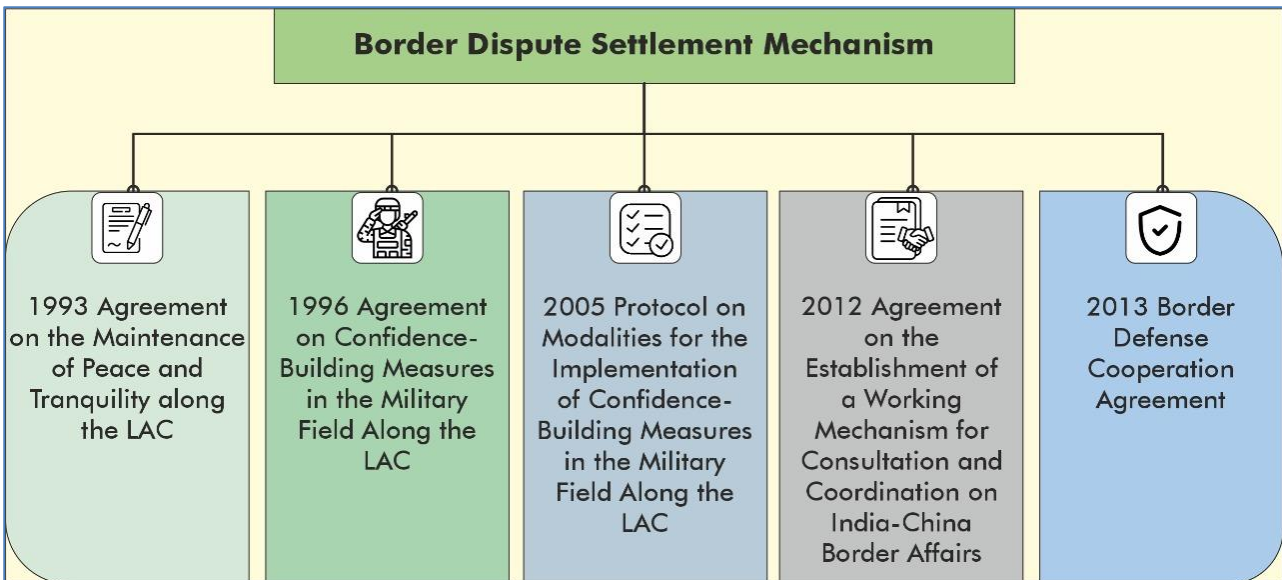 Border Dispute Settlement Mechanism
1993 Agreement
on the Maintenance
of Peace and
Tranquility along
the LAC
1996 Agreement
on Confidence-
Building Measures
in the Military
Field Along the
LAC
2005 Protocol on
Modalities for the
Implementation
of Confidence-
Building Measures
in the Military
Field Along the
LAC
2012 Agreement
on the
Establishment of
a Working
Mechanism for
Consultation and
Coordination on
India-China
Border Affairs
2013 Border
Defense
Cooperation
Agreement